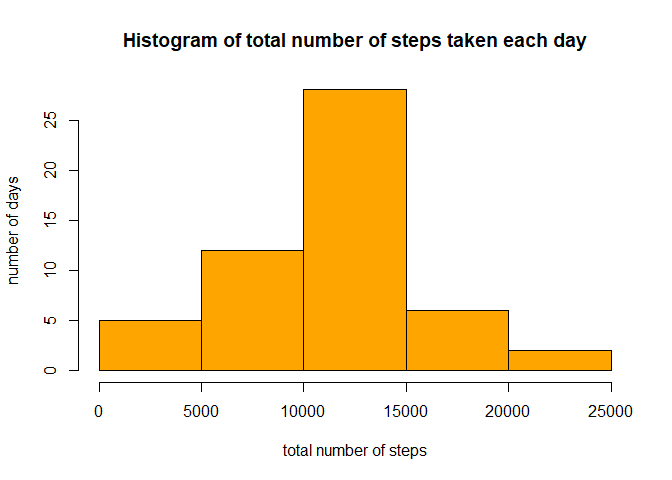 Histogram of total number of steps taken each day
number of days
25
20
15
10
5
0
0 5000 10000 15000 20000 25000
total number of steps